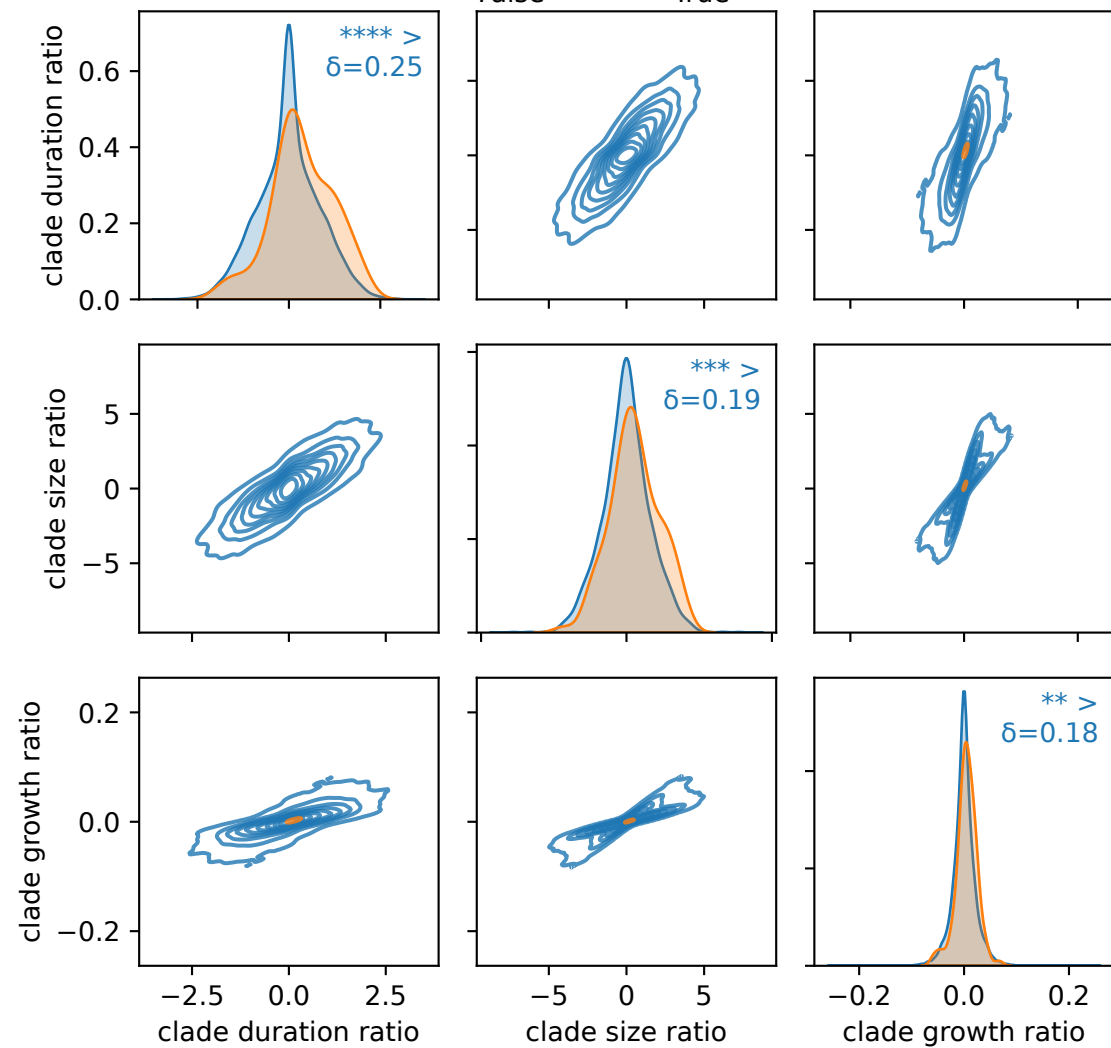 0.6
0.4
0.2
0.0
clade duration ratio
**** >
δ=0.25
5
0
−5
clade size ratio
*** >
δ=0.19
0.2
0.0
−0.2
clade growth ratio
** >
δ=0.18
−2.5 0.0 2.5
−5 0 5
−0.2 0.0 0.2
clade duration ratio
clade size ratio
clade growth ratio